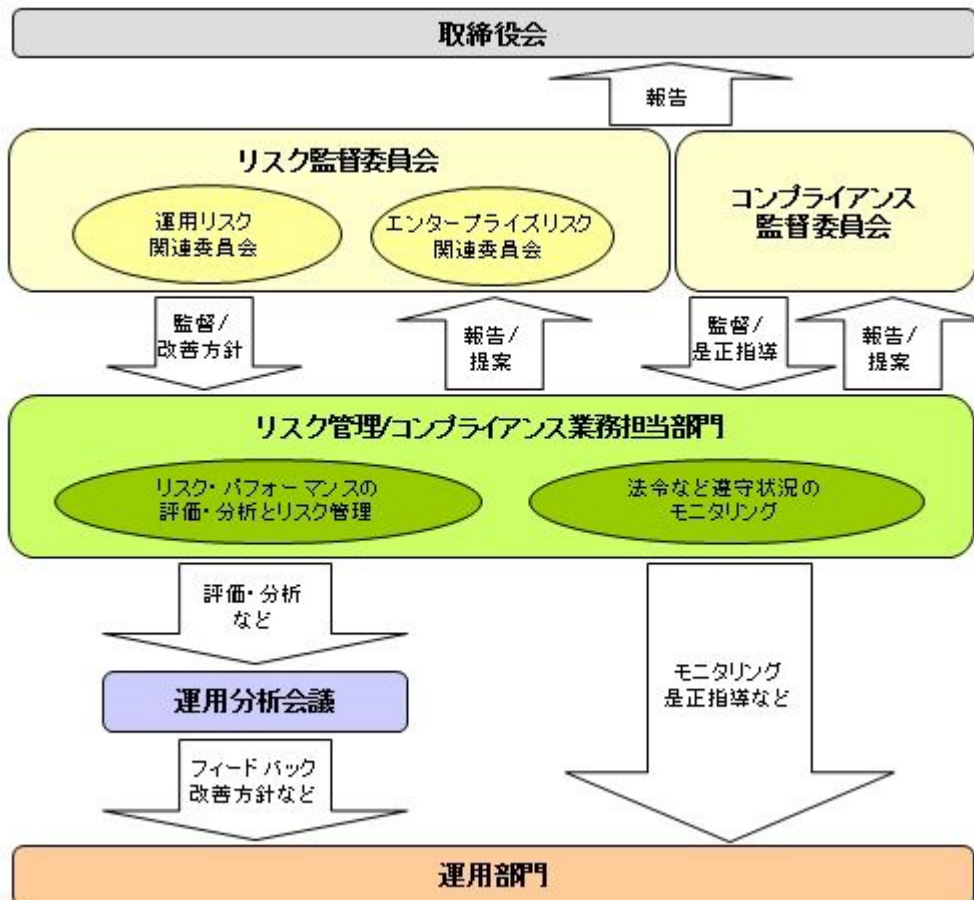 取締役会
報告
リスク監督委員会
運用リスク
関連委員会
エンタープライズリスク
関連委員会
コンプライアンス
監督委員会
監督/
改善方針
報告/
提案
監督/
是正指導
報告/
提案
リスク管理/コンプライアンス業務担当部門
リスク・パフォーマンスの
評価・分析とリスク管理
法令など遵守状況の
モニタリング
評価・分析
など
運用分析会議
モニタリング
是正指導など
フィードバック
改善方針など
運用部門